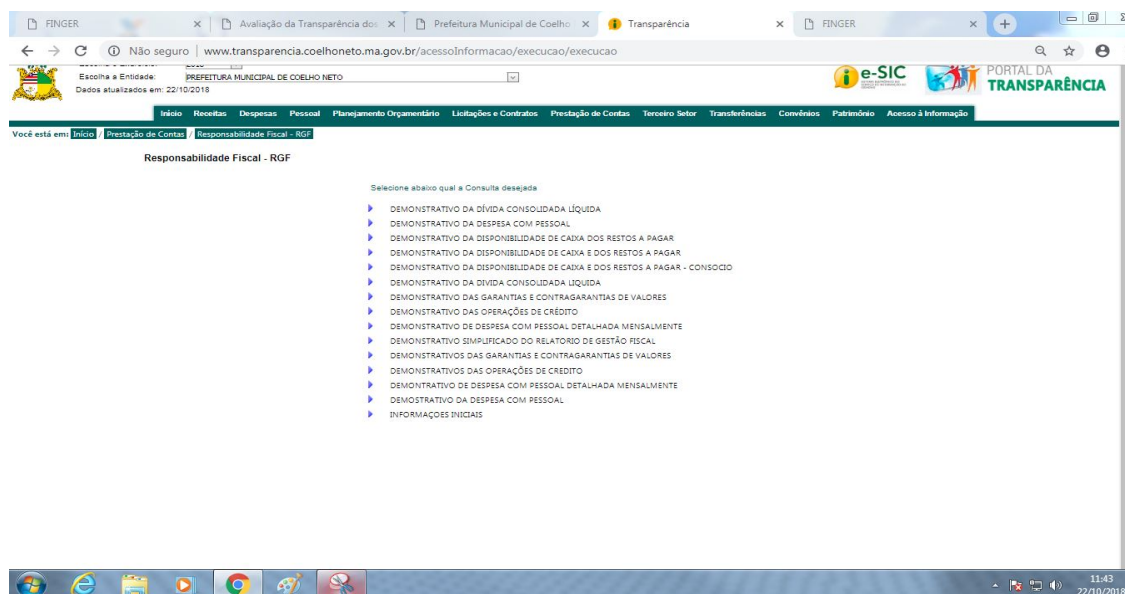 FINGER
Avaliação da Transparência dos
Prefeitura Municipal de Coelho
Transparência
FINGER
Não seguro | www.transparencia.coelhoneto.ma.gov.br/acessoInformacao/execucao/execucao
Escolha a Entidade: PREFEITURA MUNICIPAL DE COELHO NETO
Dados atualizados em: 22/10/2018
e-SIC
PORTAL DA
TRANSPARÊNCIA
Início Receitas Despesas Pessoal Planejamento Orçamentário Licitações e Contratos Prestação de Contas Terceiro Setor Transferências Convênios Patrimônio Acesso à Informação
Você está em: Início / Prestação de Contas / Responsabilidade Fiscal - RGF
Responsabilidade Fiscal - RGF
Selecione abaixo qual a Consulta desejada
DEMONSTRATIVO DA DÍVIDA CONSOLIDADA LÍQUIDA
DEMONSTRATIVO DA DESPESA COM PESSOAL
DEMONSTRATIVO DA DISPONIBILIDADE DE CAIXA DOS RESTOS A PAGAR
DEMONSTRATIVO DA DISPONIBILIDADE DE CAIXA E DOS RESTOS A PAGAR
DEMONSTRATIVO DA DISPONIBILIDADE DE CAIXA E DOS RESTOS A PAGAR - CONSOCIO
DEMONSTRATIVO DA DIVIDA CONSOLIDADA LIQUIDA
DEMONSTRATIVO DAS GARANTIAS E CONTRAGARANTIAS DE VALORES
DEMONSTRATIVO DAS OPERAÇÕES DE CRÉDITO
DEMONSTRATIVO DE DESPESA COM PESSOAL DETALHADA MENSALMENTE
DEMONSTRATIVO SIMPLIFICADO DO RELATORIO DE GESTÃO FISCAL
DEMONSTRATIVOS DAS GARANTIAS E CONTRAGARANTIAS DE VALORES
DEMONSTRATIVOS DAS OPERAÇÕES DE CREDITO
DEMONTRATIVO DE DESPESA COM PESSOAL DETALHADA MENSALMENTE
DEMOSTRATIVO DA DESPESA COM PESSOAL
INFORMAÇOES INICIAIS
11:43
22/10/2018